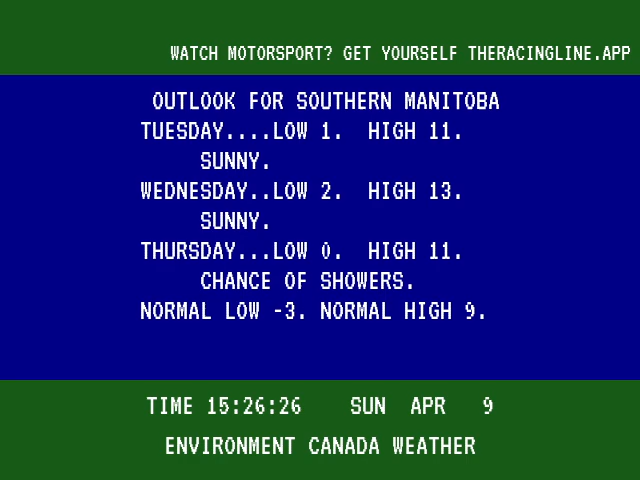 WATCH MOTORSPORT? GET YOURSELF THERACINGLINE.APP
OUTLOOK FOR SOUTHERN MANITOBA
TUESDAY....LOW 1.  HIGH 11.
SUNNY.
WEDNESDAY..LOW 2.  HIGH 13.
SUNNY.
THURSDAY...LOW 0.  HIGH 11.
CHANCE OF SHOWERS.
NORMAL LOW -3. NORMAL HIGH 9.
TIME 15:26:26    SUN  APR   9
ENVIRONMENT CANADA WEATHER